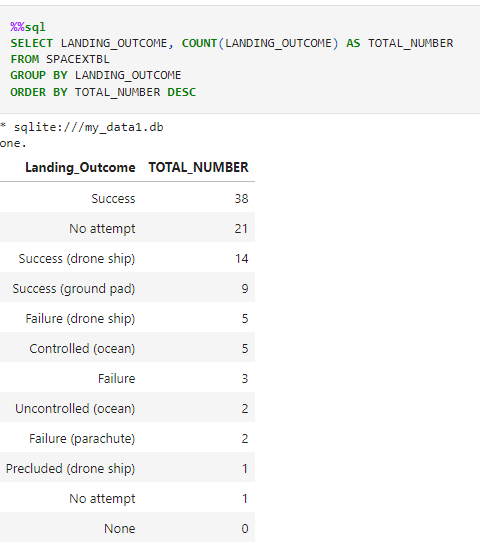 %%sql
SELECT LANDING_OUTCOME, COUNT(LANDING_OUTCOME) AS TOTAL_NUMBER
FROM SPACEXTBL
GROUP BY LANDING_OUTCOME
ORDER BY TOTAL_NUMBER DESC
* sqlite:///my_data1.db
one.
Landing_Outcome TOTAL_NUMBER
Success 38
No attempt 21
Success (drone ship) 14
Success (ground pad) 9
Failure (drone ship) 5
Controlled (ocean) 5
Failure 3
Uncontrolled (ocean) 2
Failure (parachute) 2
Precluded (drone ship) 1
No attempt 1
None 0